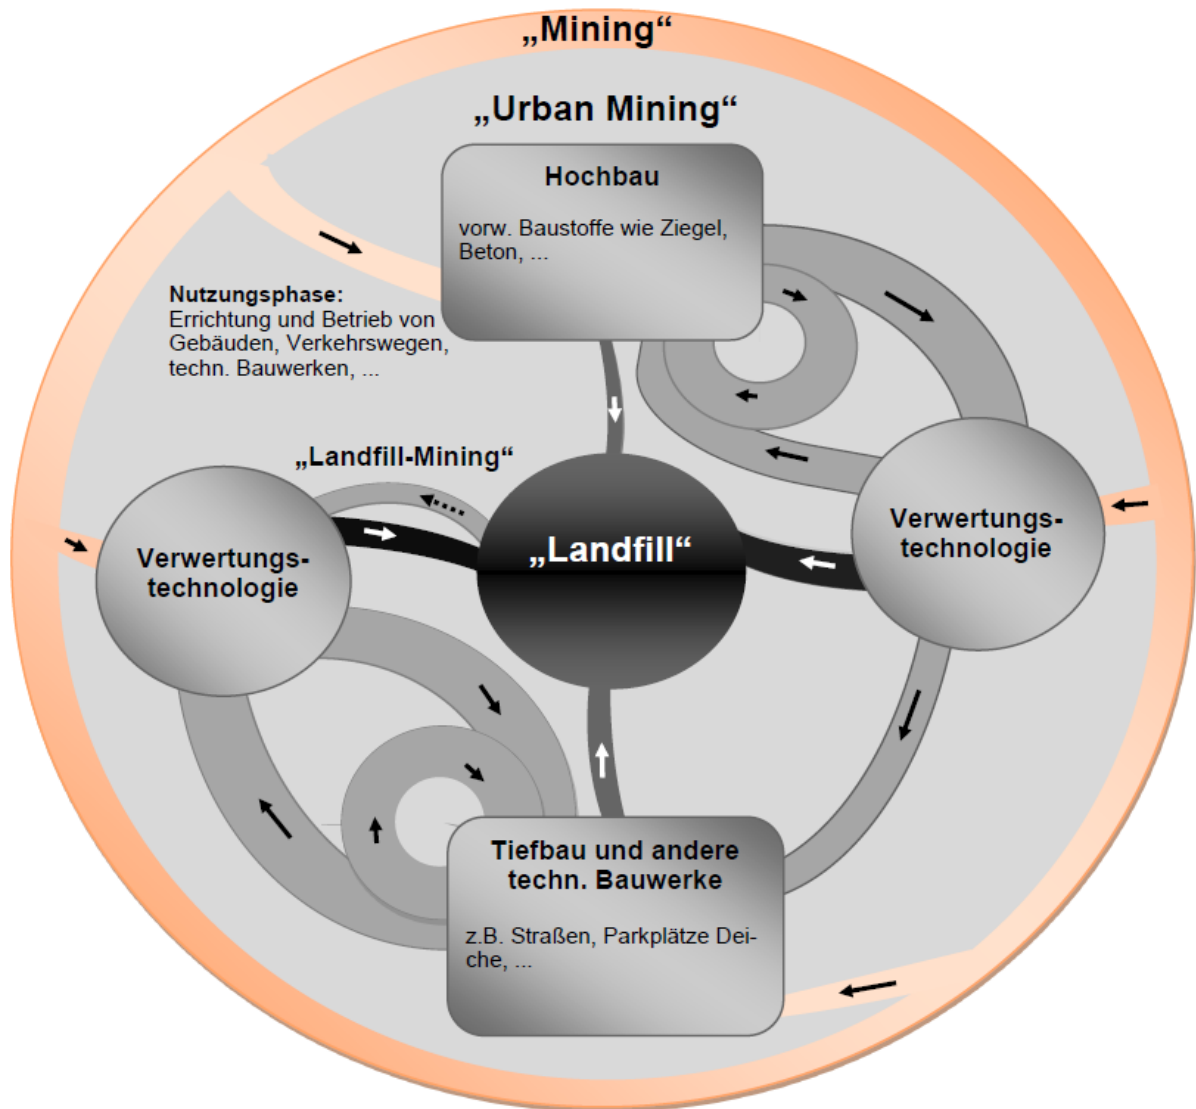 „Mining“
„Urban Mining“
Hochbau
vorw. Baustoffe wie Ziegel,
Beton, ...
Nutzungsphase:
Errichtung und Betrieb von
Gebäuden, Verkehrswegen,
techn. Bauwerken, ...
„Landfill-Mining“
Verwertungs-
technologie
„Landfill“
Verwertungs-
technologie
Tiefbau und andere
techn. Bauwerke
z.B. Straßen, Parkplätze Dei-
che, ...